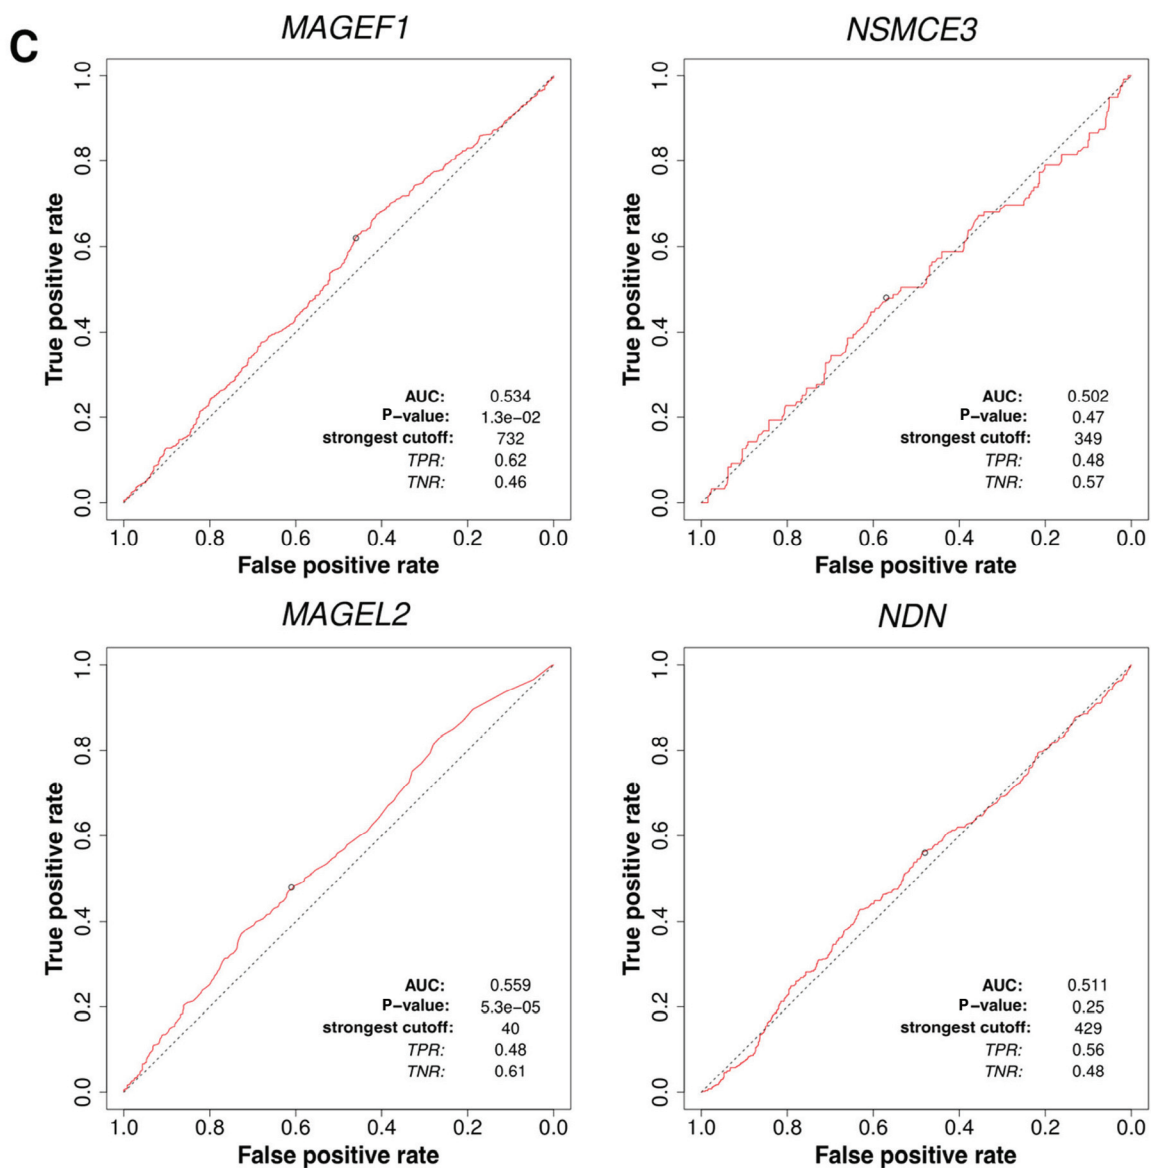 C
MAGEF1
True positive rate
1.0
0.8
0.6
0.4
0.2
0.0
AUC: 0.534
P-value: 1.3e-02
strongest cutoff: 732
TPR: 0.62
TNR: 0.46
1.0 0.8 0.6 0.4 0.2 0.0
False positive rate
NSMCE3
True positive rate
1.0
0.8
0.6
0.4
0.2
0.0
AUC: 0.502
P-value: 0.47
strongest cutoff: 349
TPR: 0.48
TNR: 0.57
1.0 0.8 0.6 0.4 0.2 0.0
False positive rate
MAGEL2
True positive rate
1.0
0.8
0.6
0.4
0.2
0.0
AUC: 0.559
P-value: 5.3e-05
strongest cutoff: 40
TPR: 0.48
TNR: 0.61
1.0 0.8 0.6 0.4 0.2 0.0
False positive rate
NDN
True positive rate
1.0
0.8
0.6
0.4
0.2
0.0
AUC: 0.511
P-value: 0.25
strongest cutoff: 429
TPR: 0.56
TNR: 0.48
1.0 0.8 0.6 0.4 0.2 0.0
False positive rate